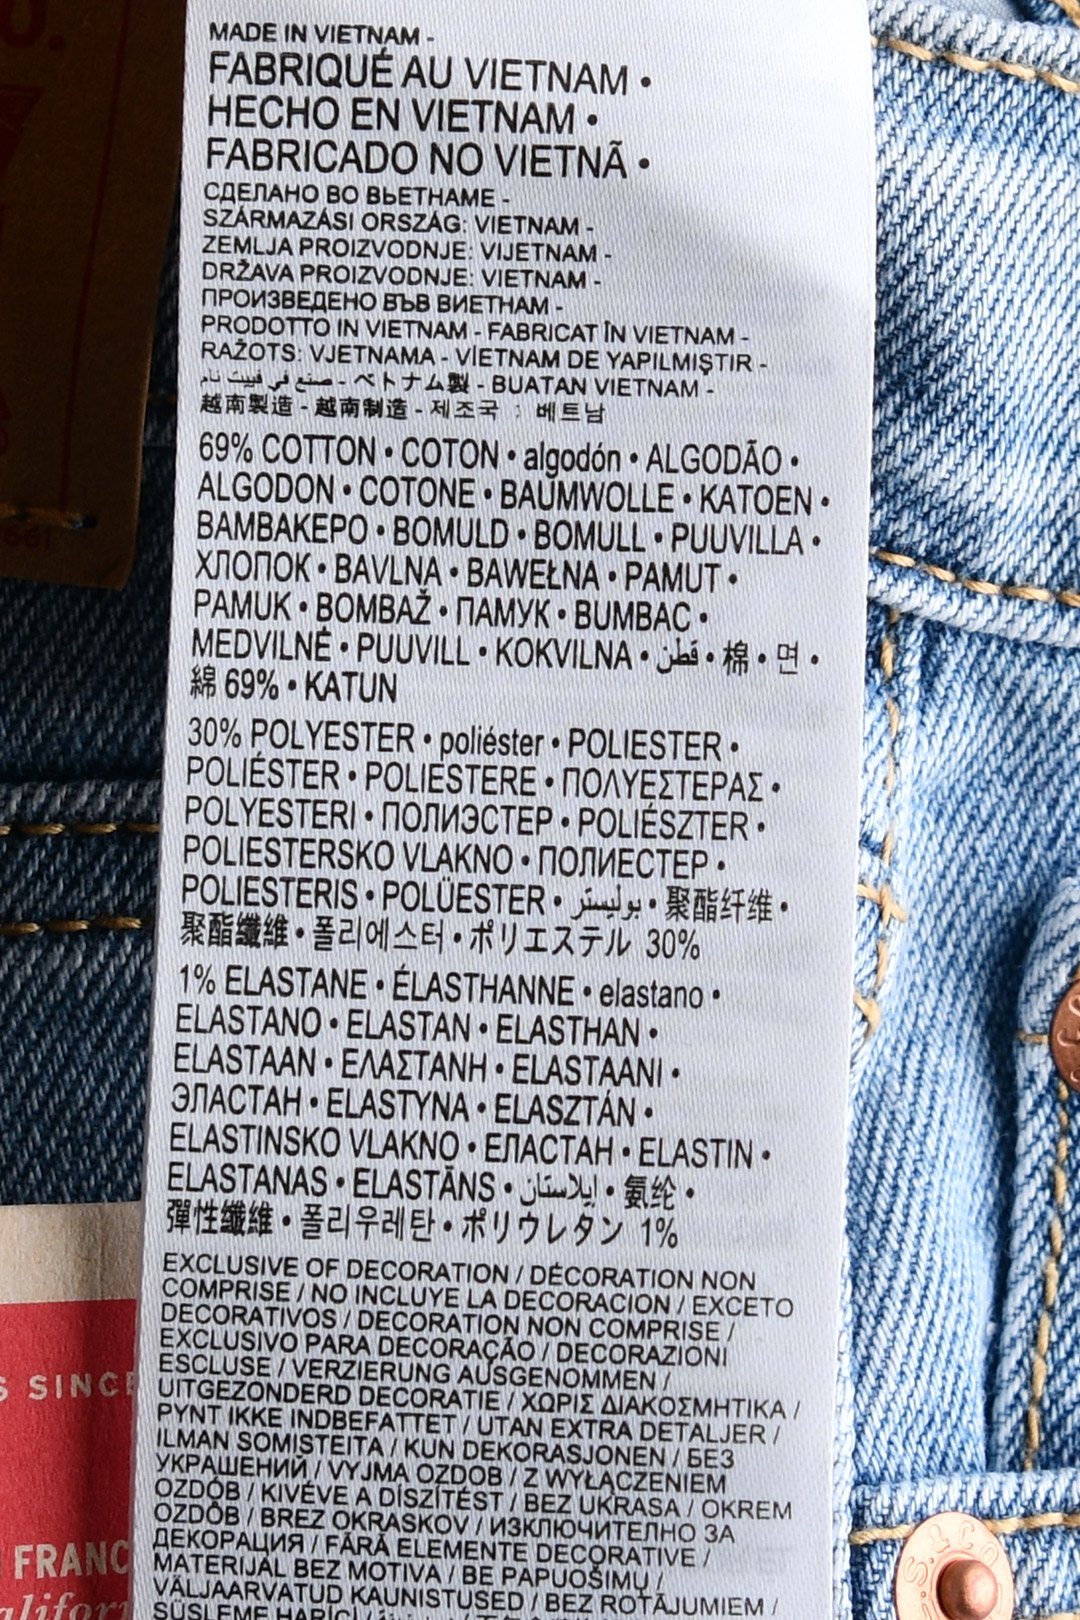 MADE IN VIETNAM -
FABRIQUÉ AU VIETNAM •
HECHO EN VIETNAM •
FABRICADO NO VIETNÃ •
СДЕЛАНО ВО ВЬЕТНАМЕ -
SZÁRMAZÁSI ORSZÁG: VIETNAM -
ZEMLJA PROIZVODNJE: VIJETNAM -
DRŽAVA PROIZVODNJE: VIETNAM -
ПРОИЗВЕДЕНО ВЪВ ВИЕТНАМ -
PRODOTTO IN VIETNAM - FABRICAT ÎN VIETNAM -
RAŽOTS: VJETNAMA - VİETNAM DE YAPILMIŞTIR -
صنع في فييت نام - ベトナム製 - BUATAN VIETNAM -
越南製造 - 越南制造 - 제조국 : 베트남
69% COTTON • COTON • algodón • ALGODÃO •
ALGODON • COTONE • BAUMWOLLE • KATOEN •
ΒΑΜΒΑΚΕΡΟ • BOMULD • BOMULL • PUUVILLA •
ХЛОПОК • BAVLNA • BAWEŁNA • PAMUT •
PAMUK • BOMBAŽ • ПАМУК • BUMBAC •
MEDVILNĖ • PUUVILL • KOKVILNA • قطن • 棉 • 면 •
綿 69% • KATUN
30% POLYESTER • poliéster • POLIESTER •
POLIÉSTER • POLIESTERE • ΠΟΛΥΕΣΤΕΡΑΣ •
POLYESTERI • ПОЛИЭСТЕР • POLIÉSZTER •
POLIESTERSKO VLAKNO • ПОЛИЕСТЕР •
POLIESTERIS • POLÜESTER • بوليستر • 聚酯纤维 •
聚酯纖維 • 폴리에스터 • ポリエステル 30%
1% ELASTANE • ÉLASTHANNE • elastano •
ELASTANO • ELASTAN • ELASTHAN •
ELASTAAN • ΕΛΑΣΤΑΝΗ • ELASTAANI •
ЭЛАСТАН • ELASTYNA • ELASZTÁN •
ELASTINSKO VLAKNO • ЕЛАСТАН • ELASTIN •
ELASTANAS • ELASTĀNS • إيلاستان • 氨纶 •
彈性纖維 • 폴리우레탄 • ポリウレタン 1%
EXCLUSIVE OF DECORATION / DÉCORATION NON
COMPRISE / NO INCLUYE LA DECORACION / EXCETO
DECORATIVOS / DECORATION NON COMPRISE /
EXCLUSIVO PARA DECORAÇÃO / DECORAZIONI
ESCLUSE / VERZIERUNG AUSGENOMMEN /
UITGEZONDERD DECORATIE / ΧΩΡΙΣ ΔΙΑΚΟΣΜΗΤΙΚΑ /
PYNT IKKE INDBEFATTET / UTAN EXTRA DETALJER /
ILMAN SOMISTEITA / KUN DEKORASJONEN / БЕЗ
УКРАШЕНИЙ / VYJMA OZDOB / Z WYŁĄCZENIEM
OZDÓB / KIVÉVE A DÍSZÍTÉST / BEZ UKRASA / OKREM
OZDÔB / BREZ OKRASKOV / ИЗКЛЮЧИТЕЛНО ЗА
ДЕКОРАЦИЯ / FĂRĂ ELEMENTE DECORATIVE /
MATERIJAL BEZ MOTIVA / BE PAPUOŠIMŲ /
VÄLJAARVATUD KAUNISTUSED / BEZ ROTĀJUMIEM /
SÜSLEME HARİÇ /
S SINCE
FRANC
aliforn